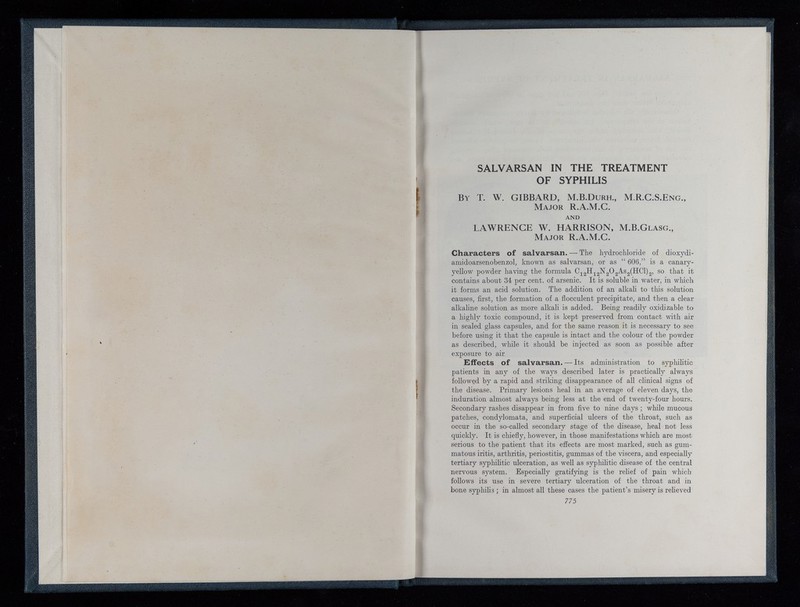 SALVARSAN IN THE TREATMENT
OF SYPHILIS
By T. W. GIBBARD, M.B.Durh., M.R.C.S.Eng.,
Major R.A.M.C.
AND
LAWRENCE W. HARRISON, M.B.Glasg.,
Major R.A.M.C.
Characters of salvarsan. — The hydrochloride of dioxydi-
amidoarsenobenzol, known as salvarsan, or as "606," is a canary-
yellow powder having the formula C₁₂H₁₂N₂O₂As₂(HCl)₂, so that it
contains about 34 per cent. of arsenic. It is soluble in water, in which
it forms an acid solution. The addition of an alkali to this solution
causes, first, the formation of a flocculent precipitate, and then a clear
alkaline solution as more alkali is added. Being readily oxidizable to
a highly toxic compound, it is kept preserved from contact with air
in sealed glass capsules, and for the same reason it is necessary to see
before using it that the capsule is intact and the colour of the powder
as described, while it should be injected as soon as possible after
exposure to air
Effects of salvarsan. — Its administration to syphilitic
patients in any of the ways described later is practically always
followed by a rapid and striking disappearance of all clinical signs of
the disease. Primary lesions heal in an average of eleven days, the
induration almost always being less at the end of twenty-four hours.
Secondary rashes disappear in from five to nine days ; while mucous
patches, condylomata, and superficial ulcers of the throat, such as
occur in the so-called secondary stage of the disease, heal not less
quickly. It is chiefly, however, in those manifestations which are most
serious to the patient that its effects are most marked, such as gum-
matous iritis, arthritis, periostitis, gummas of the viscera, and especially
tertiary syphilitic ulceration, as well as syphilitic disease of the central
nervous system. Especially gratifying is the relief of pain which
follows its use in severe tertiary ulceration of the throat and in
bone syphilis ; in almost all these cases the patient's misery is relieved
775